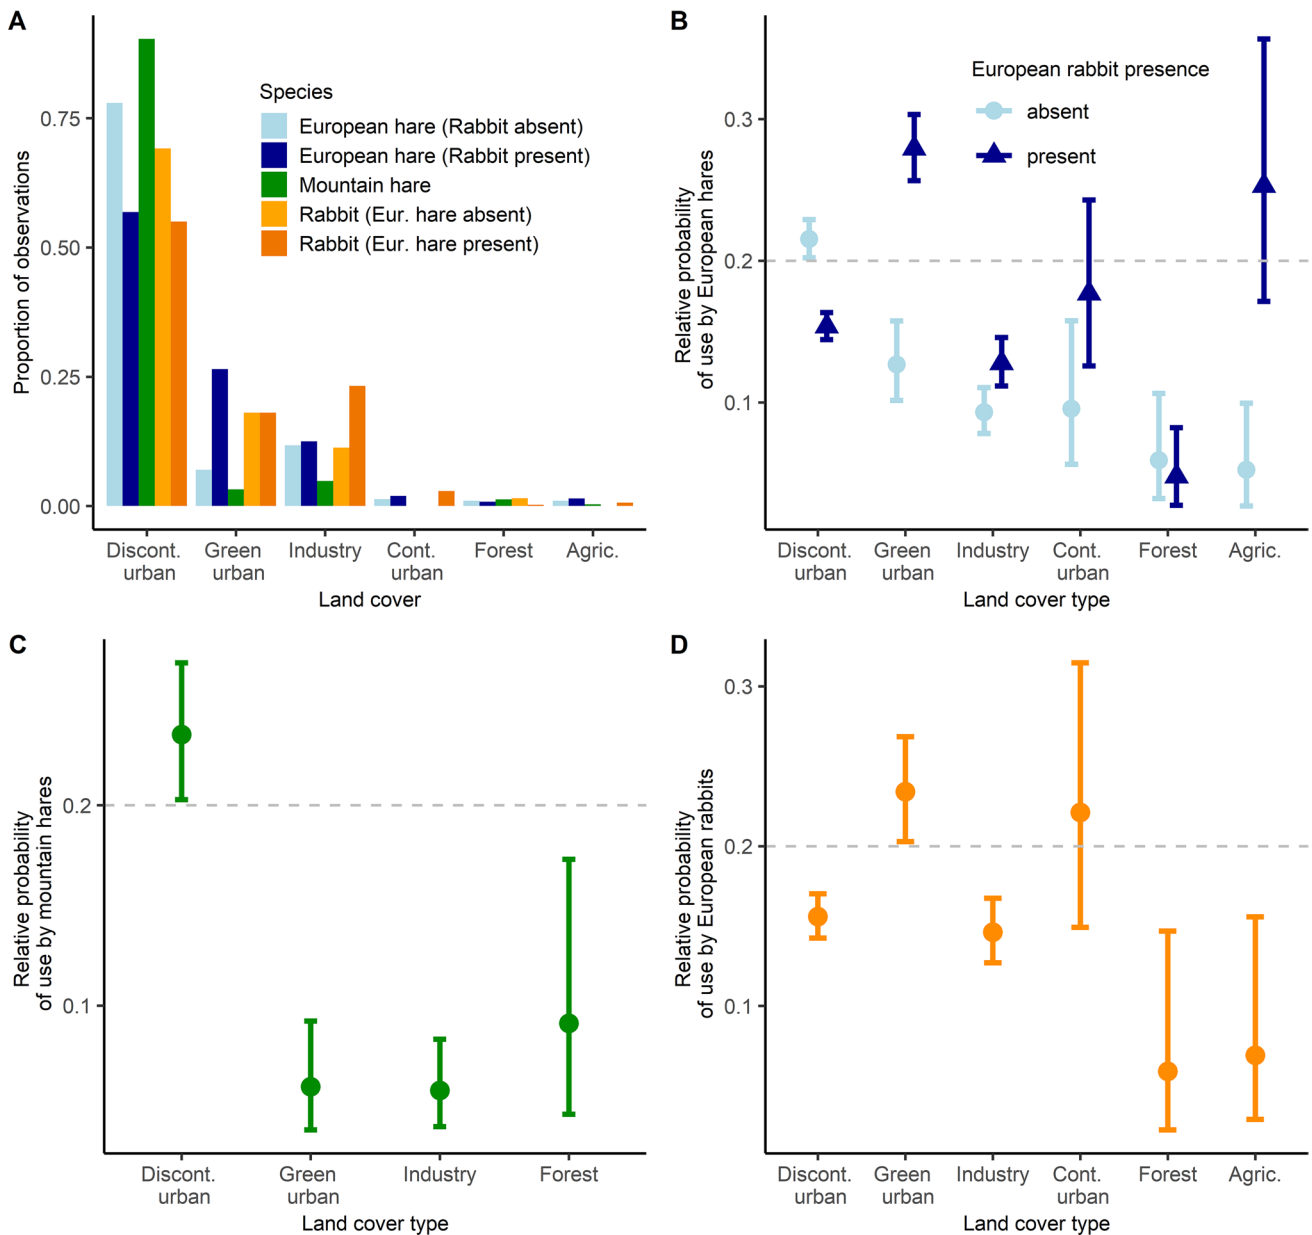 A
Proportion of observations
0.75
0.50
0.25
0.00
Species
European hare (Rabbit absent)
European hare (Rabbit present)
Mountain hare
Rabbit (Eur. hare absent)
Rabbit (Eur. hare present)
Discont. urban
Green urban
Industry
Cont. urban
Forest
Agric.
Land cover
B
Relative probability
of use by European hares
0.3
0.2
0.1
European rabbit presence
absent
present
Discont. urban
Green urban
Industry
Cont. urban
Forest
Agric.
Land cover type
C
Relative probability
of use by mountain hares
0.2
0.1
Discont. urban
Green urban
Industry
Forest
Land cover type
D
Relative probability
of use by European rabbits
0.3
0.2
0.1
Discont. urban
Green urban
Industry
Cont. urban
Forest
Agric.
Land cover type